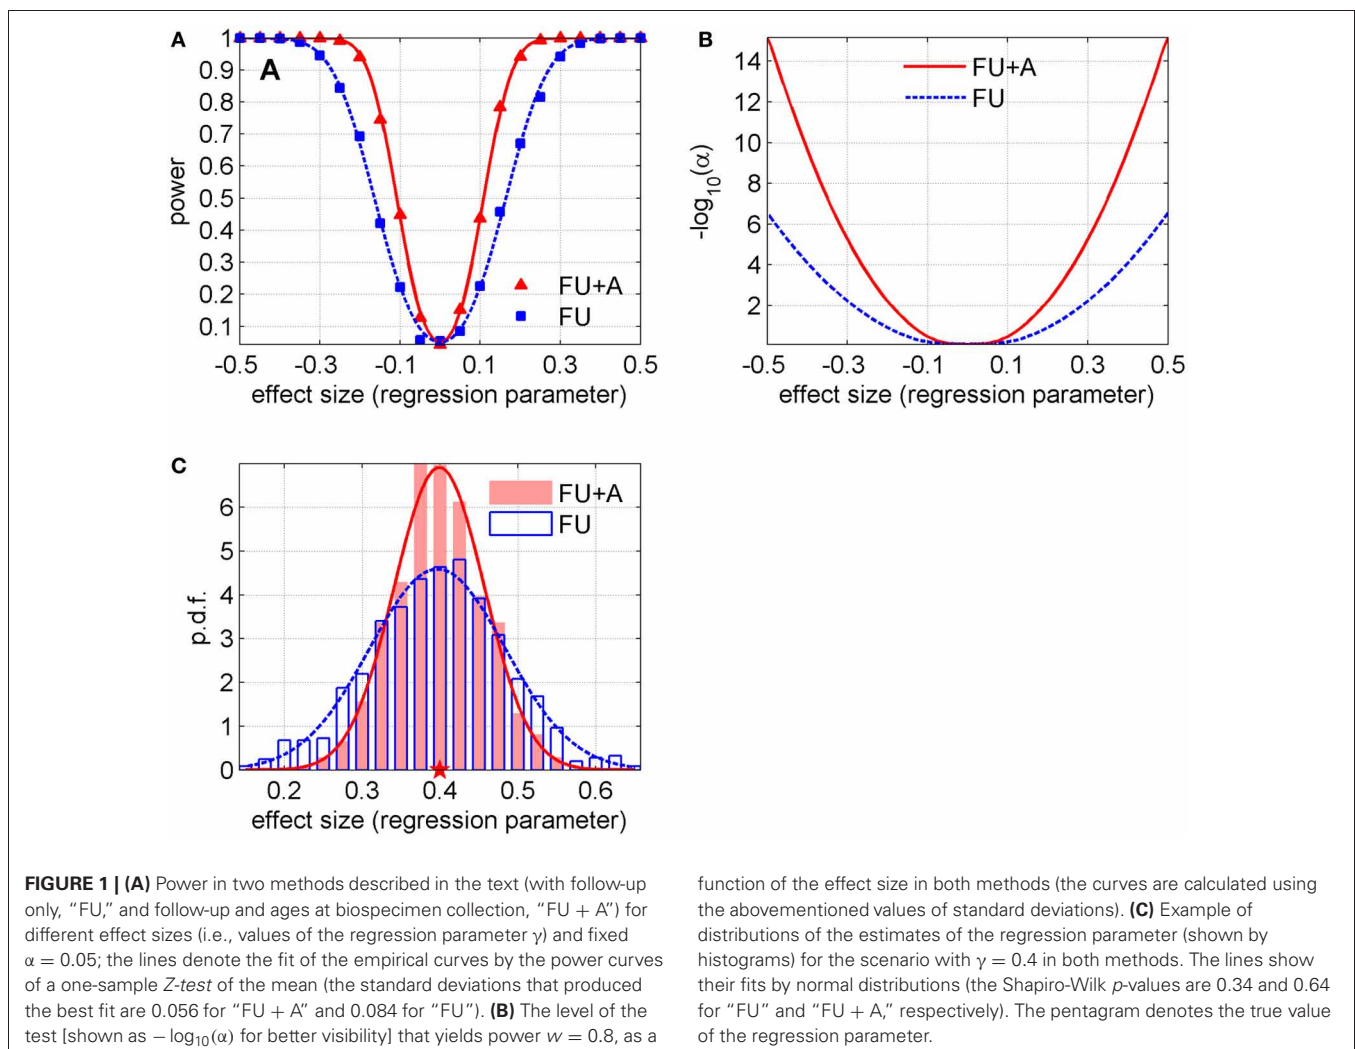 A
1
0.9
0.8
0.7
0.6
0.5
0.4
0.3
0.2
0.1
power
A
FU+A
FU
-0.5 -0.3 -0.1 0.1 0.3 0.5
effect size (regression parameter)
B
14
12
10
8
6
4
2
-log10(α)
FU+A
FU
-0.5 -0.3 -0.1 0.1 0.3 0.5
effect size (regression parameter)
C
6
5
4
3
2
1
0
p.d.f.
FU+A
FU
0.2 0.3 0.4 0.5 0.6
effect size (regression parameter)
FIGURE 1 | (A) Power in two methods described in the text (with follow-up
only, “FU,” and follow-up and ages at biospecimen collection, “FU + A”) for
different effect sizes (i.e., values of the regression parameter γ) and fixed
α = 0.05; the lines denote the fit of the empirical curves by the power curves
of a one-sample Z-test of the mean (the standard deviations that produced
the best fit are 0.056 for “FU + A” and 0.084 for “FU”). (B) The level of the
test [shown as − log10(α) for better visibility] that yields power w = 0.8, as a
function of the effect size in both methods (the curves are calculated using
the abovementioned values of standard deviations). (C) Example of
distributions of the estimates of the regression parameter (shown by
histograms) for the scenario with γ = 0.4 in both methods. The lines show
their fits by normal distributions (the Shapiro-Wilk p-values are 0.34 and 0.64
for “FU” and “FU + A,” respectively). The pentagram denotes the true value
of the regression parameter.